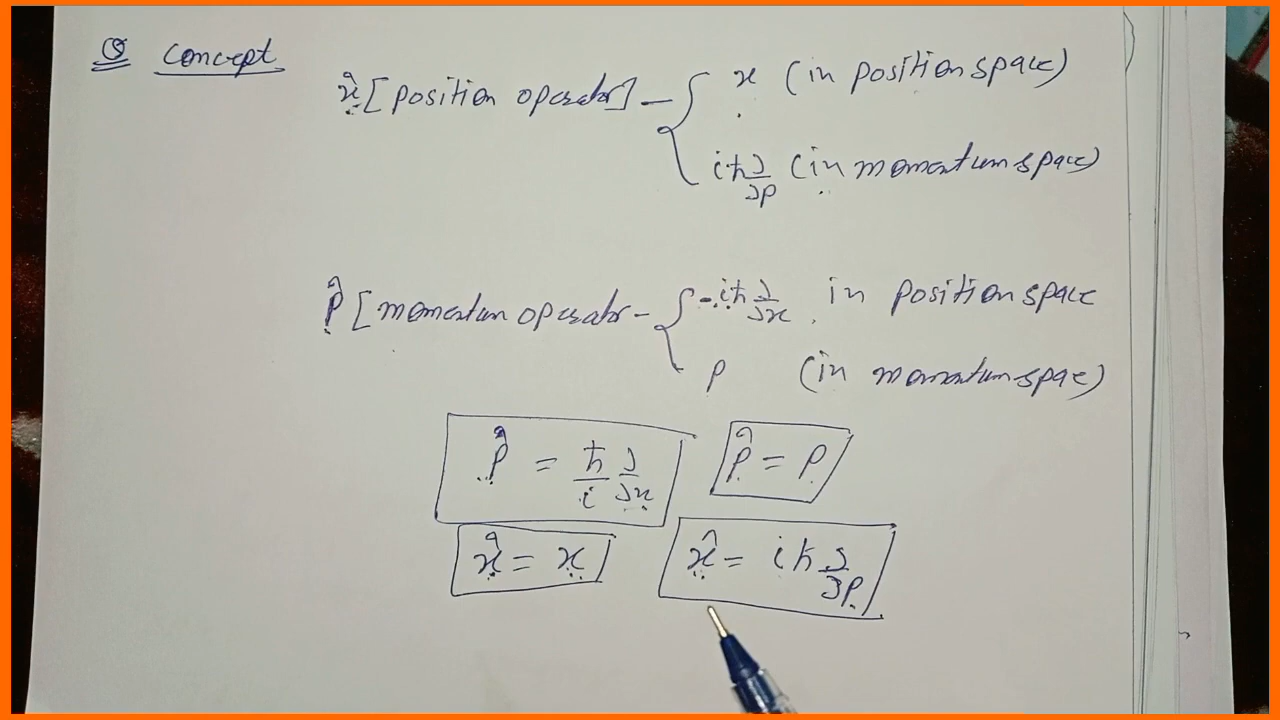 Q Concept
x̂ [position operator] — { x (in position space)
iħ ∂/∂p (in momentum space)
p̂ [momentum operator — { -iħ ∂/∂x, in position space
p (in momentum space)
p̂ = ħ/i ∂/∂x p̂ = p
x̂ = x x̂ = iħ ∂/∂p